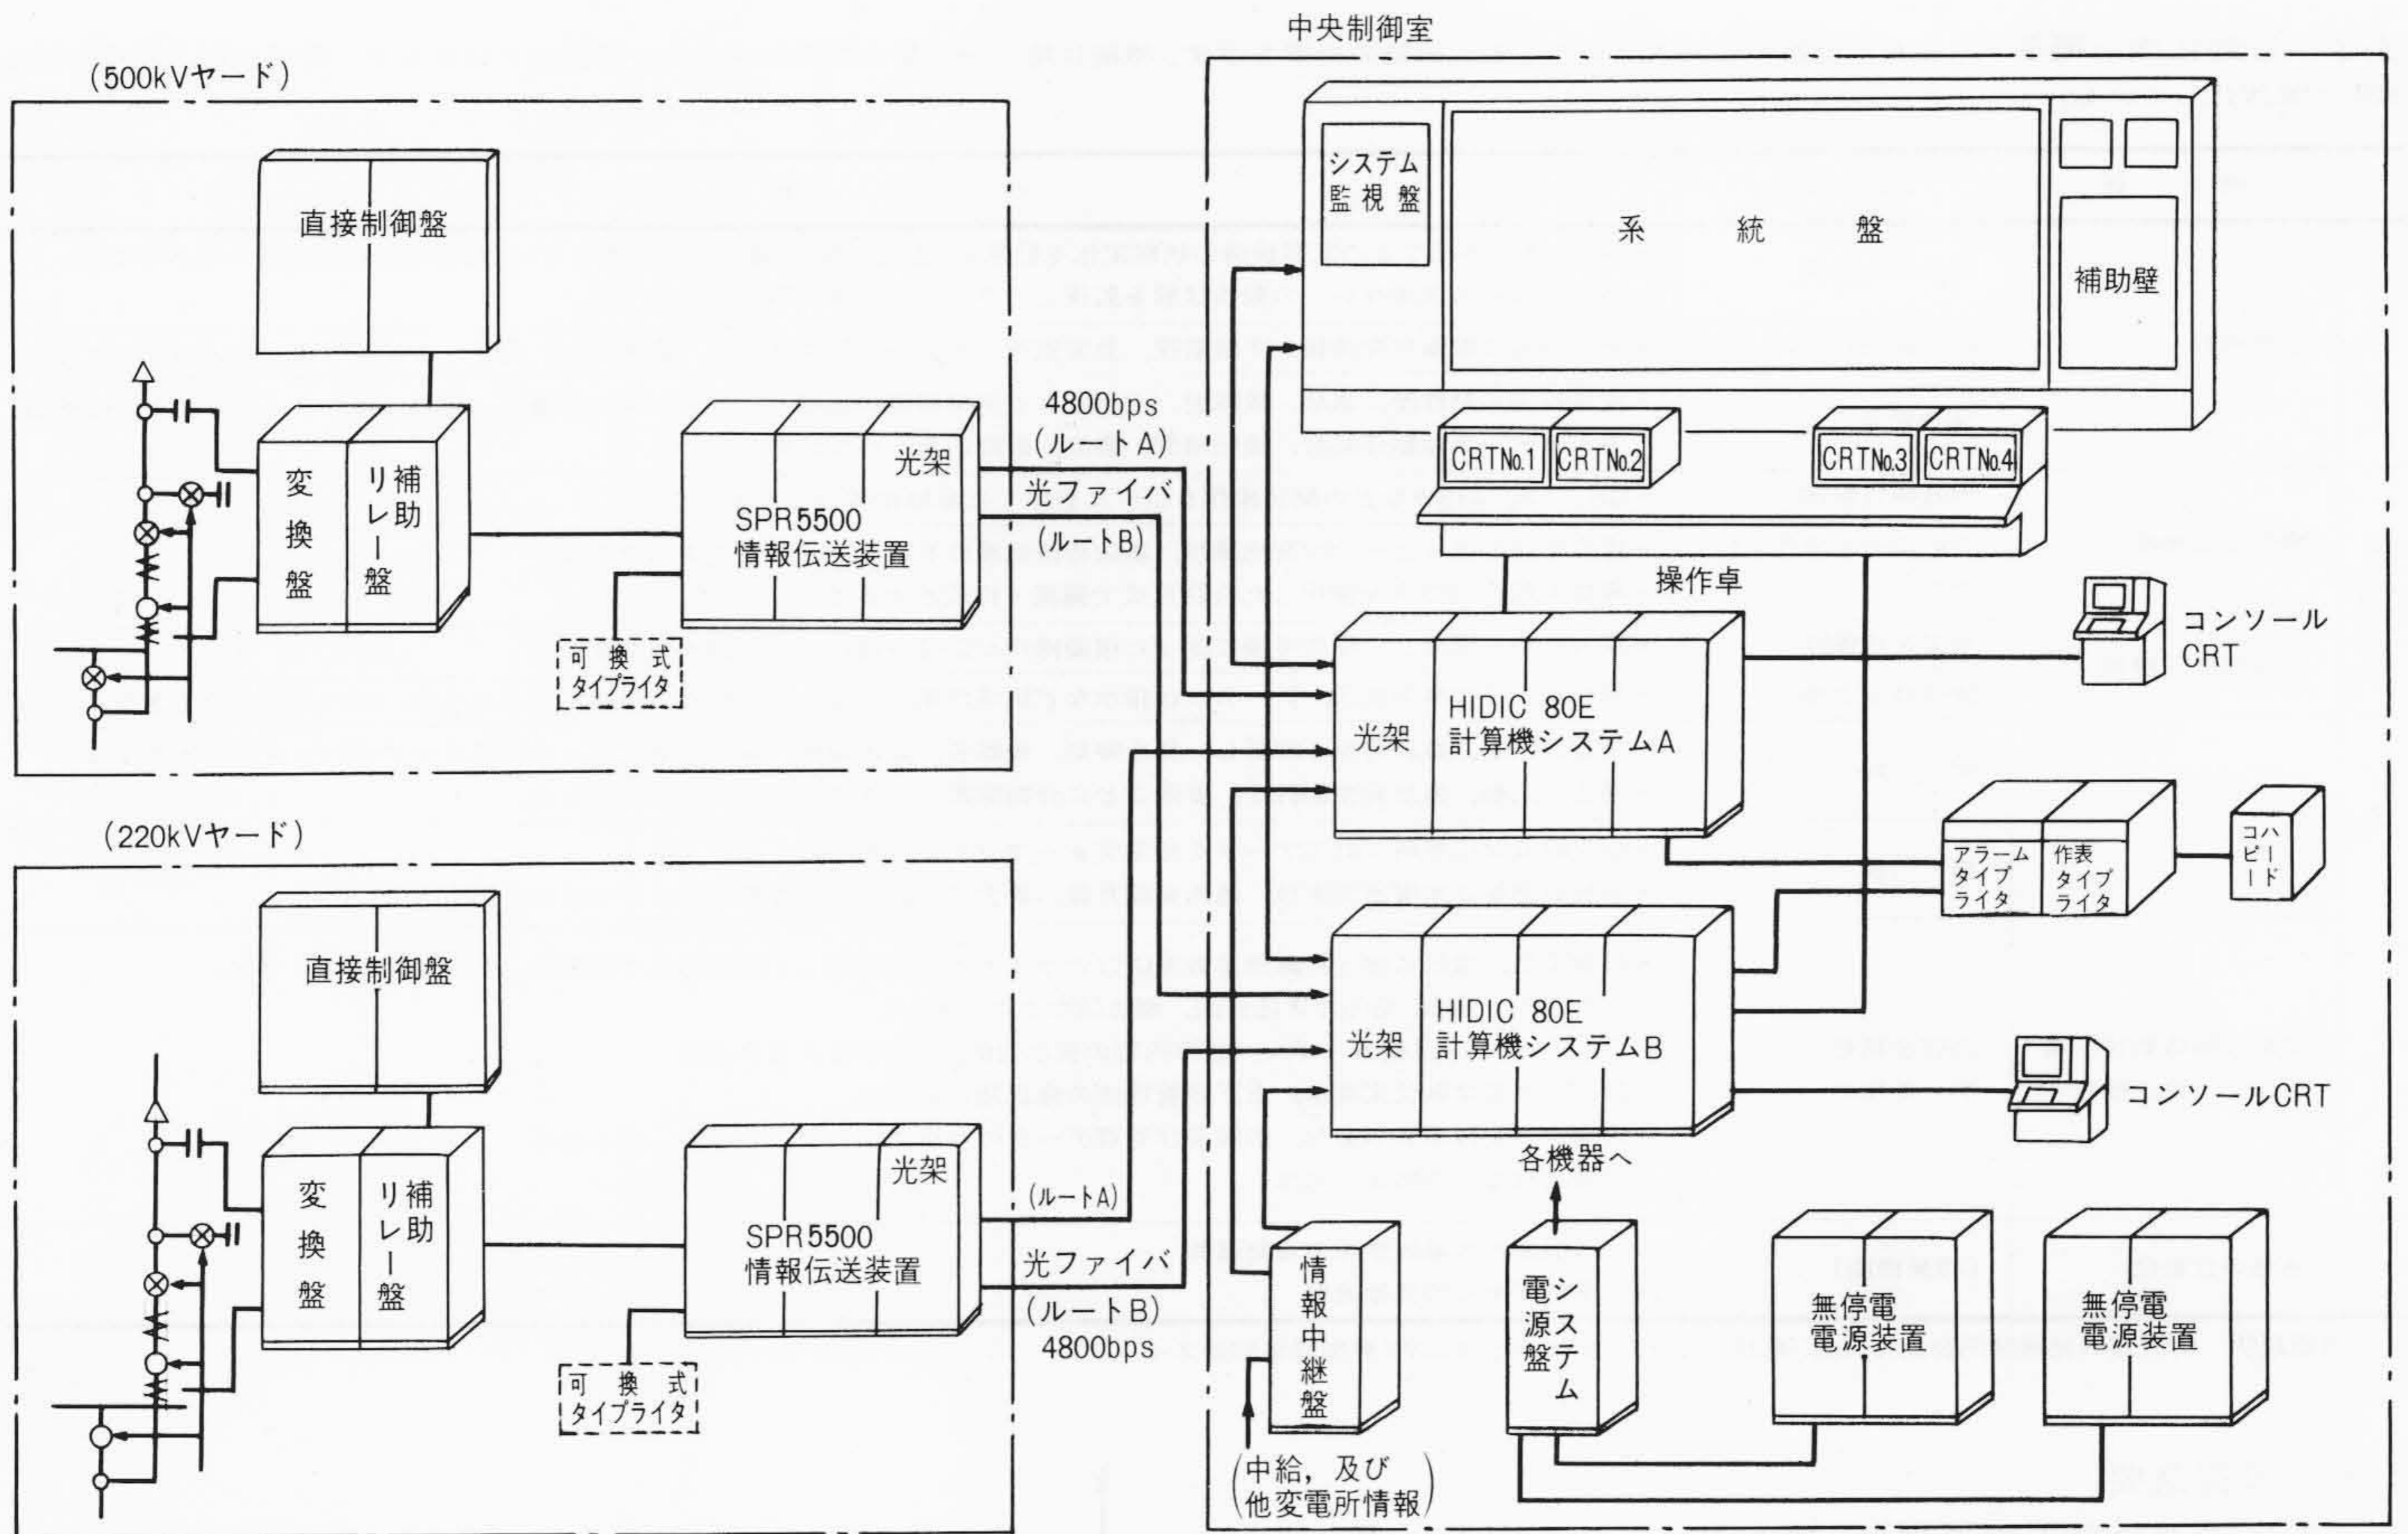 中央制御室
(500kVヤード)
直接制御盤
変換盤
補助
リレー盤
SPR5500
情報伝送装置
光架
可換式
タイプライタ
4800bps
(ルートA)
光ファイバ
(ルートB)
システム
監視盤
系統盤
補助壁
CRTNo.1
CRTNo.2
CRTNo.3
CRTNo.4
操作卓
コンソール
CRT
光架
HIDIC 80E
計算機システムA
アラーム
タイプ
ライタ
作表
タイプ
ライタ
ハード
コピー
光架
HIDIC 80E
計算機システムB
コンソールCRT
各機器へ
(220kVヤード)
直接制御盤
変換盤
補助
リレー盤
SPR5500
情報伝送装置
光架
可換式
タイプライタ
(ルートA)
光ファイバ
(ルートB)
4800bps
情報中継盤
システム
電源盤
無停電
電源装置
無停電
電源装置
(中給,及び
他変電所情報)